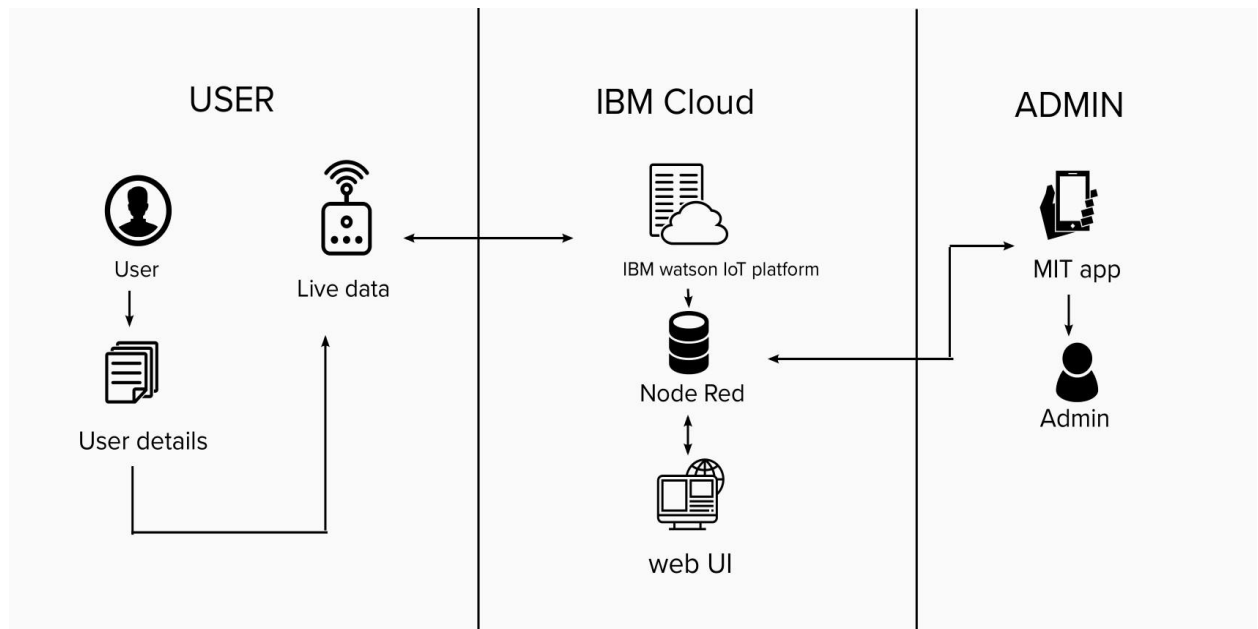 USER
User
User details
Live data
IBM Cloud
IBM watson IoT platform
Node Red
web UI
ADMIN
MIT app
Admin